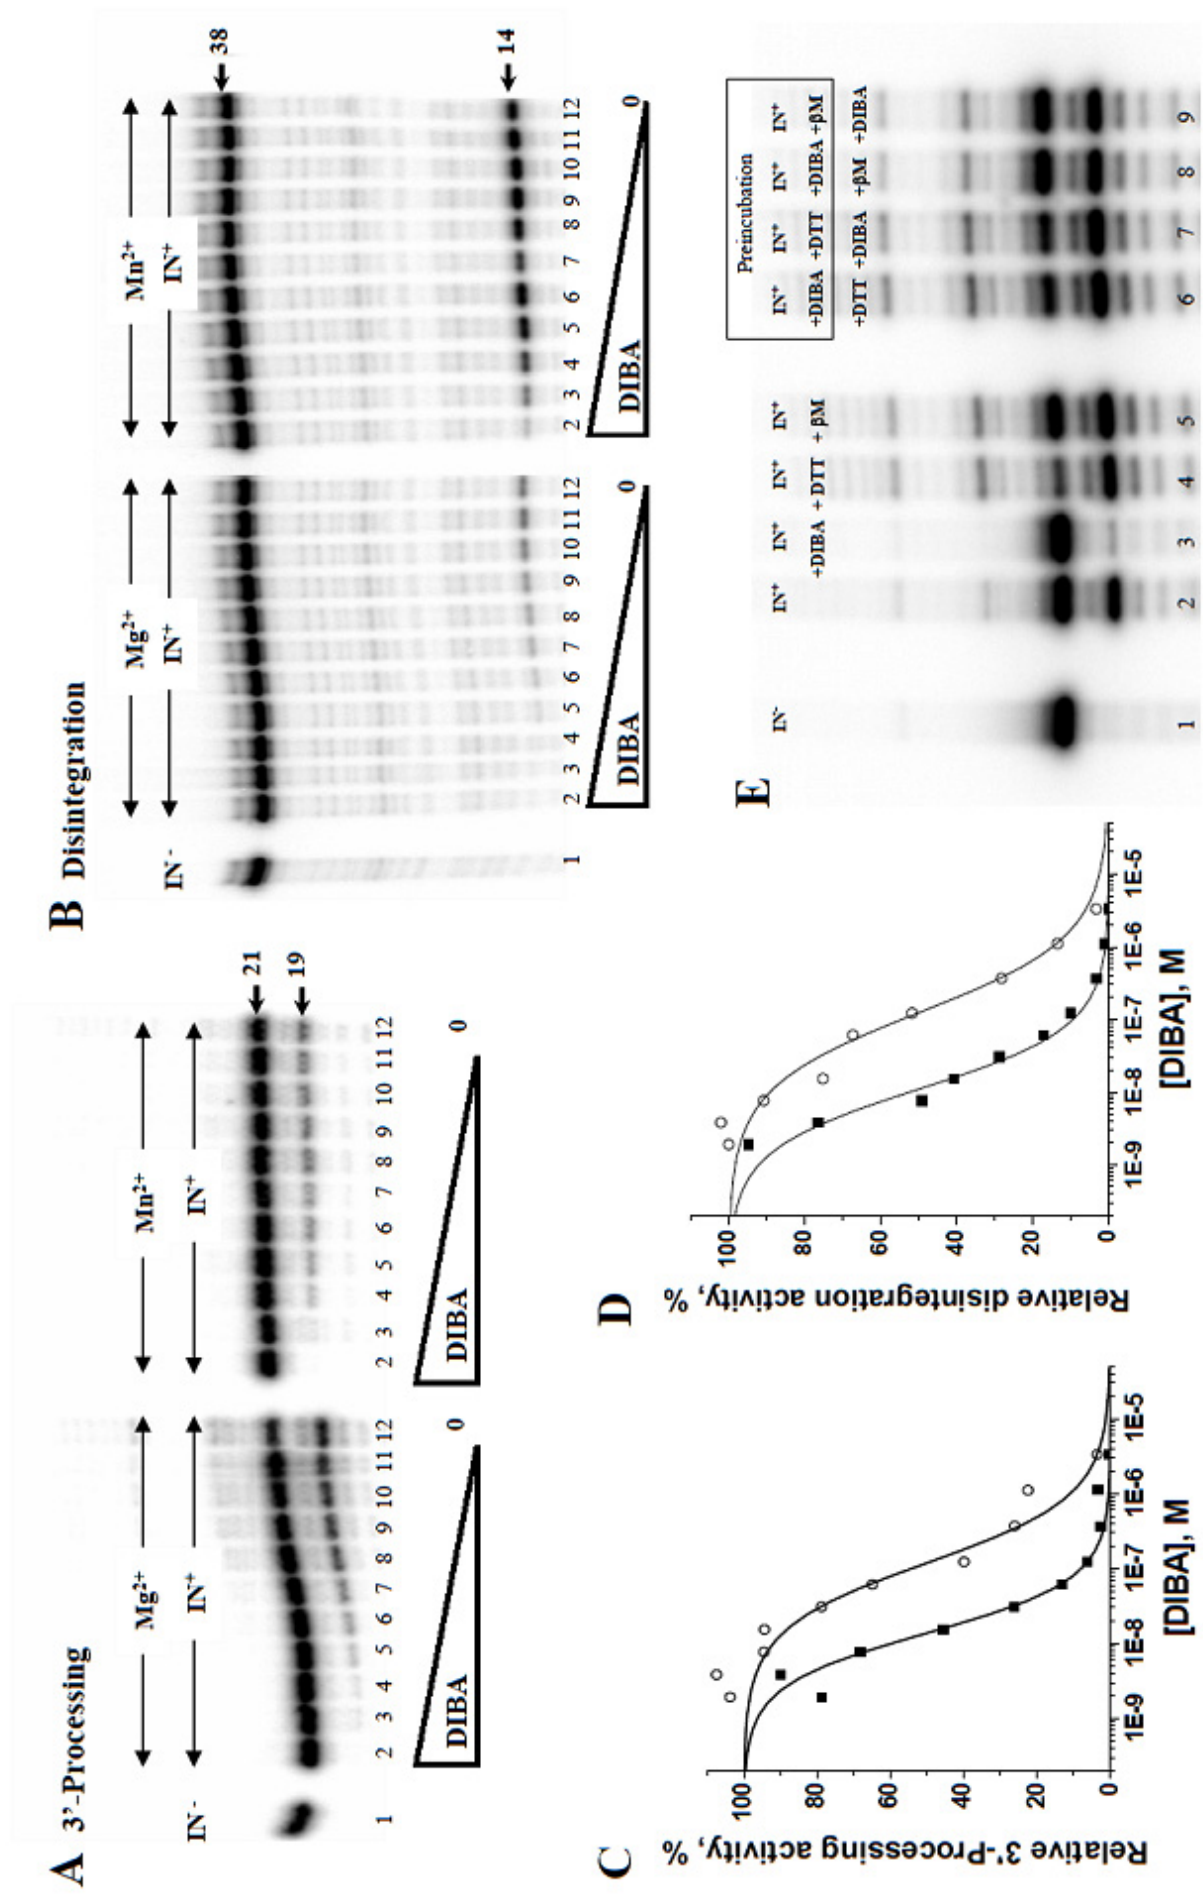 A 3'-Processing
Mg²⁺ Mn²⁺
IN⁻ IN⁺ IN⁺
21
19
1 2 3 4 5 6 7 8 9 10 11 12 2 3 4 5 6 7 8 9 10 11 12
DIBA 0 DIBA 0
B Disintegration
Mg²⁺ Mn²⁺
IN⁻ IN⁺ IN⁺
38
14
1 2 3 4 5 6 7 8 9 10 11 12 2 3 4 5 6 7 8 9 10 11 12
DIBA 0 DIBA 0
C
Relative 3'-Processing activity, %
100
80
60
40
20
0
1E-9 1E-8 1E-7 1E-6 1E-5
[DIBA], M
D
Relative disintegration activity, %
100
80
60
40
20
0
1E-9 1E-8 1E-7 1E-6 1E-5
[DIBA], M
E
Preincubation
IN⁻ IN⁺ IN⁺ IN⁺ IN⁺ IN⁺ IN⁺ IN⁺ IN⁺
+DIBA + DTT + βM +DIBA +DTT +DIBA +βM
+DTT +DIBA +βM +DIBA
1 2 3 4 5 6 7 8 9